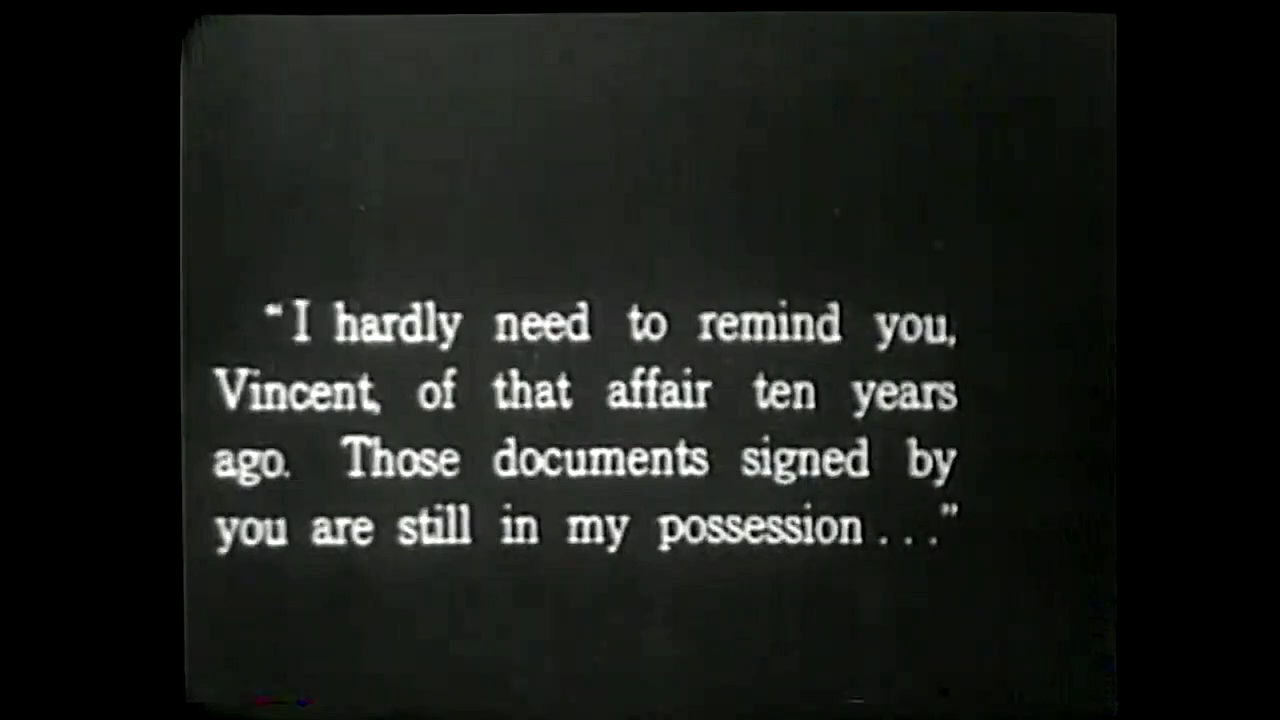 "I hardly need to remind you,
Vincent, of that affair ten years
ago. Those documents signed by
you are still in my possession..."